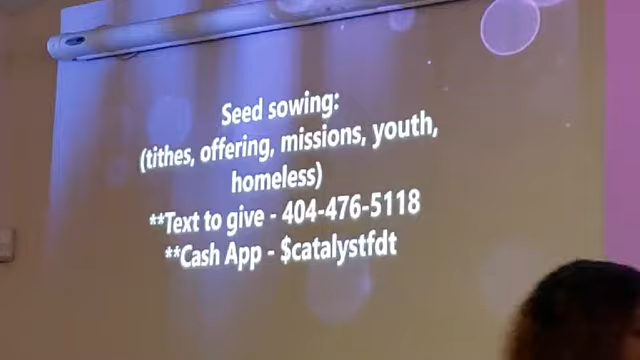 Seed sowing:
(tithes, offering, missions, youth,
homeless)
**Text to give - 404-476-5118
**Cash App - $catalystfdt